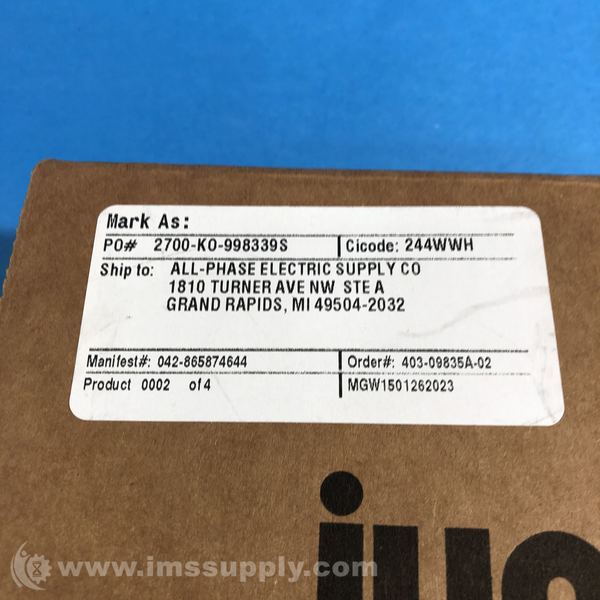 Mark As:
PO# 2700-KO-998339S Cicode: 244WWH
Ship to: ALL-PHASE ELECTRIC SUPPLY CO
1810 TURNER AVE NW STE A
GRAND RAPIDS, MI 49504-2032
Manifest#: 042-865874644 Order#: 403-09835A-02
Product 0002 of 4 MGW1501262023
www.imssupply.com